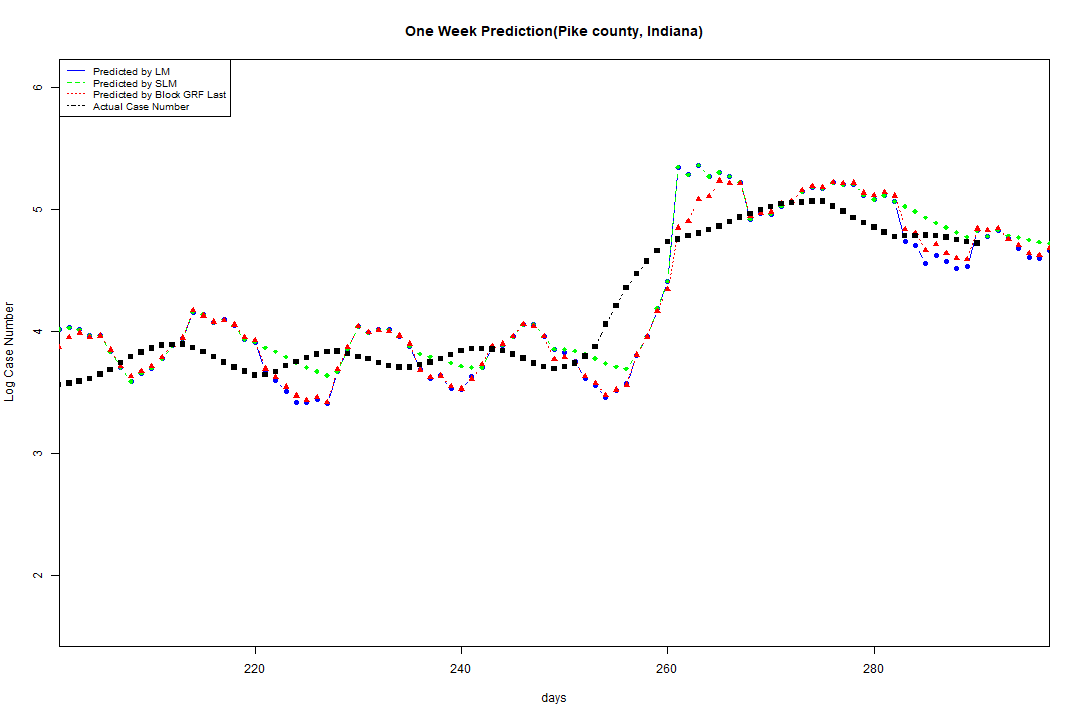 One Week Prediction(Pike county, Indiana)
Predicted by LM
Predicted by SLM
Predicted by Block GRF Last
Actual Case Number
6
5
4
3
2
Log Case Number
220 240 260 280
days